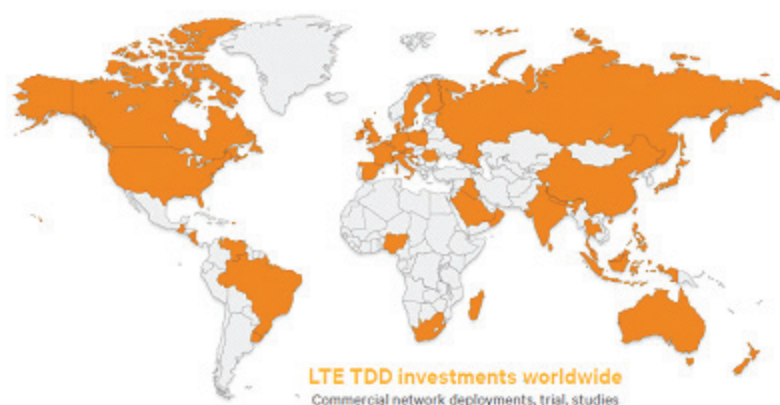 LTE TDD investments worldwide
Commercial network deployments, trial, studies